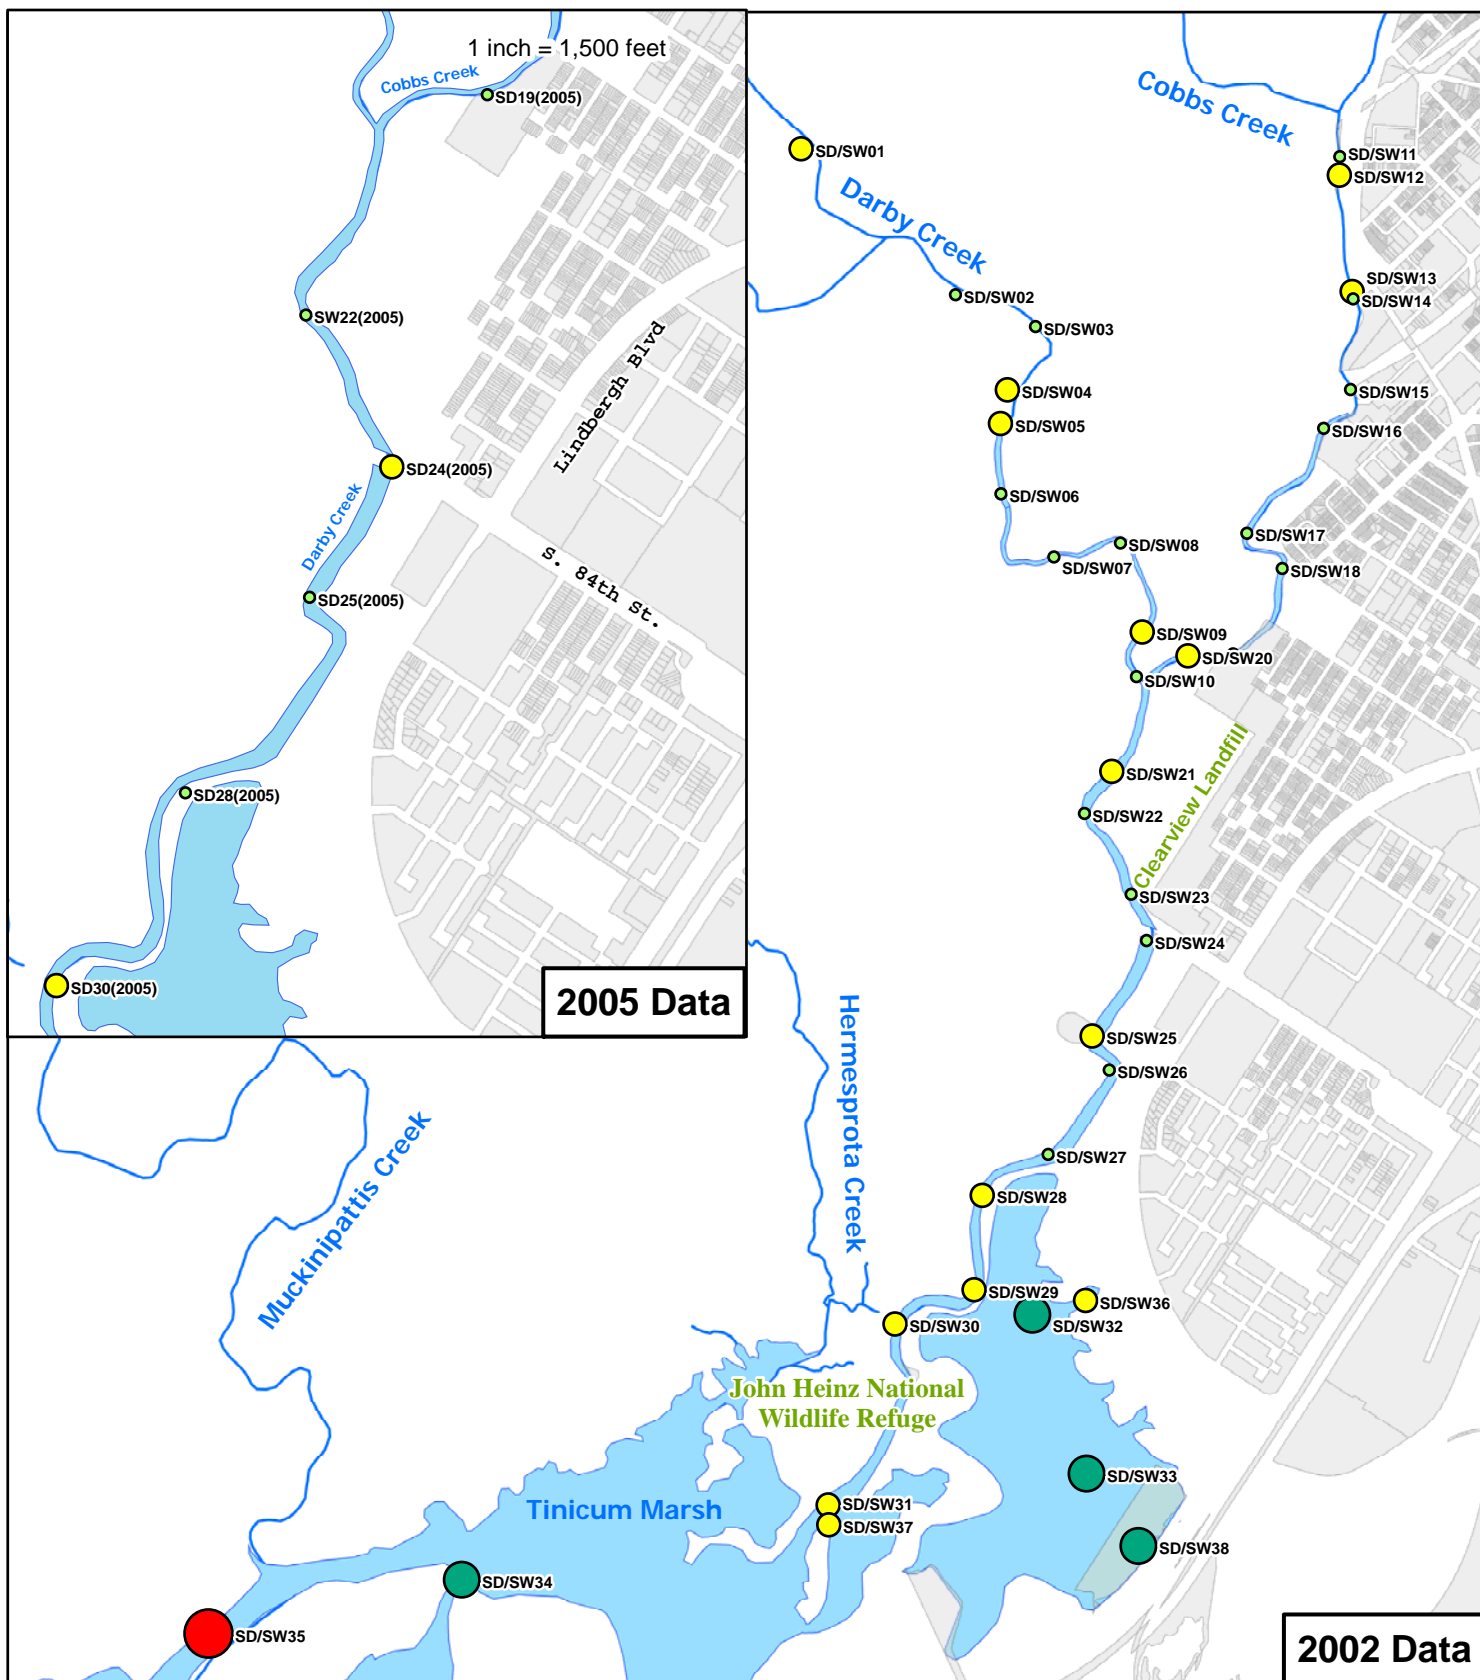 1 inch = 1,500 feet
Cobbs Creek
SD19(2005)
SW22(2005)
Lindbergh Blvd
SD24(2005)
Darby Creek
S. 84th St.
SD25(2005)
SD28(2005)
SD30(2005)
2005 Data
Cobbs Creek
SD/SW01
SD/SW11
SD/SW12
Darby Creek
SD/SW13
SD/SW02
SD/SW14
SD/SW03
SD/SW04
SD/SW15
SD/SW05
SD/SW16
SD/SW06
SD/SW17
SD/SW08
SD/SW07
SD/SW18
SD/SW09
SD/SW20
SD/SW10
SD/SW21
Clearview Landfill
SD/SW22
SD/SW23
SD/SW24
Hermesprota Creek
SD/SW25
SD/SW26
SD/SW27
Muckinipattis Creek
SD/SW28
SD/SW29
SD/SW36
SD/SW30
SD/SW32
John Heinz National
Wildlife Refuge
SD/SW33
Tinicum Marsh
SD/SW31
SD/SW37
SD/SW38
SD/SW34
SD/SW35
2002 Data